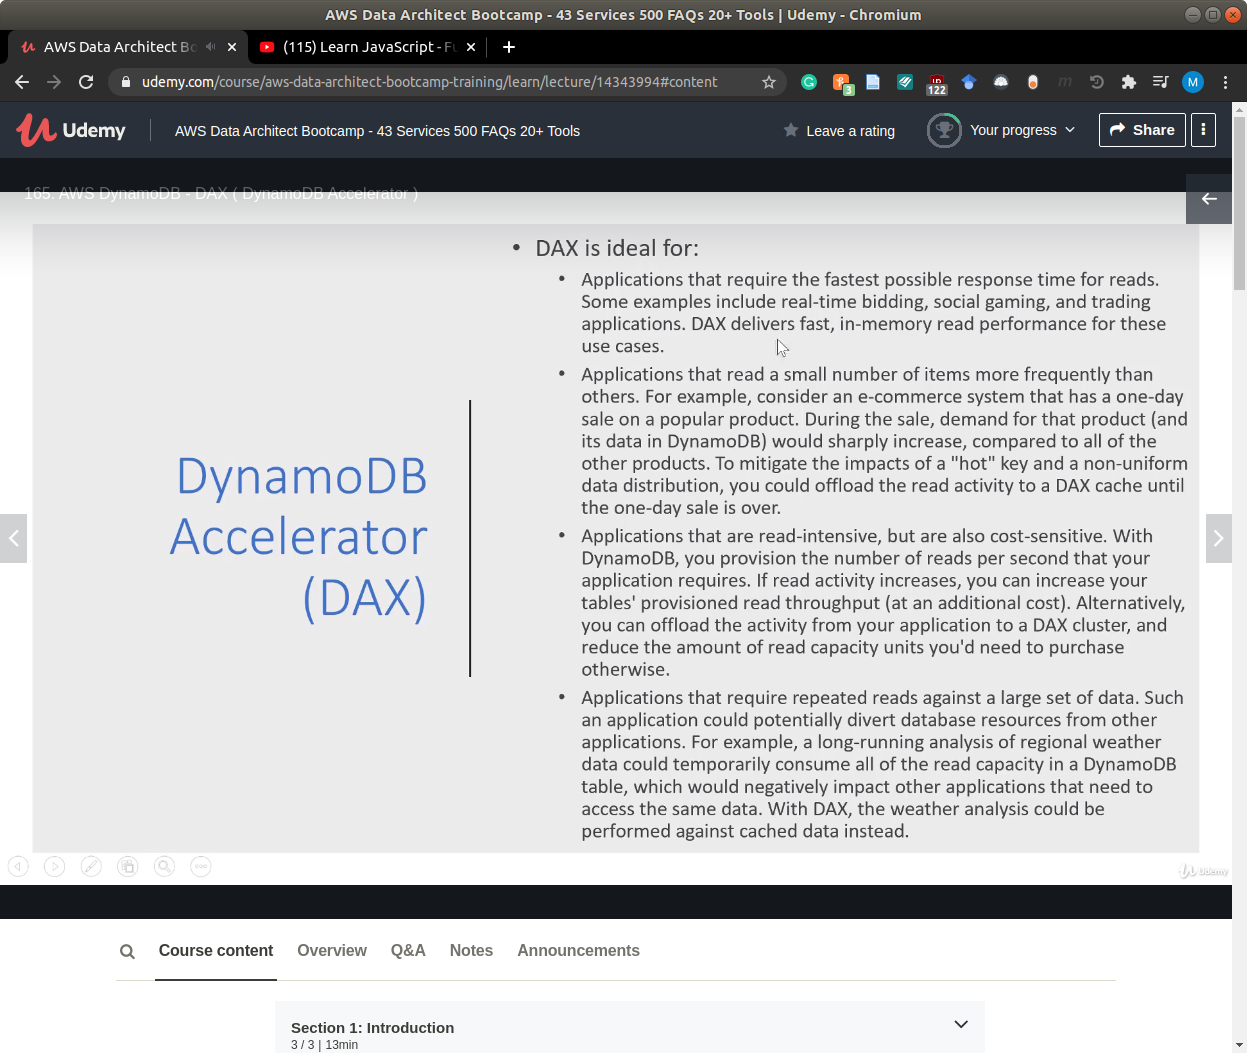 AWS Data Architect Bootcamp - 43 Services 500 FAQs 20+ Tools | Udemy - Chromium
AWS Data Architect Bo
(115) Learn JavaScript - Fu
udemy.com/course/aws-data-architect-bootcamp-training/learn/lecture/14343994#content
3
122
m
M
Udemy
AWS Data Architect Bootcamp - 43 Services 500 FAQs 20+ Tools
Leave a rating
Your progress
Share
165. AWS DynamoDB - DAX ( DynamoDB Accelerator )
DynamoDB
Accelerator
(DAX)
• DAX is ideal for:
• Applications that require the fastest possible response time for reads.
Some examples include real-time bidding, social gaming, and trading
applications. DAX delivers fast, in-memory read performance for these
use cases.
• Applications that read a small number of items more frequently than
others. For example, consider an e-commerce system that has a one-day
sale on a popular product. During the sale, demand for that product (and
its data in DynamoDB) would sharply increase, compared to all of the
other products. To mitigate the impacts of a "hot" key and a non-uniform
data distribution, you could offload the read activity to a DAX cache until
the one-day sale is over.
• Applications that are read-intensive, but are also cost-sensitive. With
DynamoDB, you provision the number of reads per second that your
application requires. If read activity increases, you can increase your
tables' provisioned read throughput (at an additional cost). Alternatively,
you can offload the activity from your application to a DAX cluster, and
reduce the amount of read capacity units you'd need to purchase
otherwise.
• Applications that require repeated reads against a large set of data. Such
an application could potentially divert database resources from other
applications. For example, a long-running analysis of regional weather
data could temporarily consume all of the read capacity in a DynamoDB
table, which would negatively impact other applications that need to
access the same data. With DAX, the weather analysis could be
performed against cached data instead.
Udemy
Course content
Overview
Q&A
Notes
Announcements
Section 1: Introduction
3 / 3 | 13min